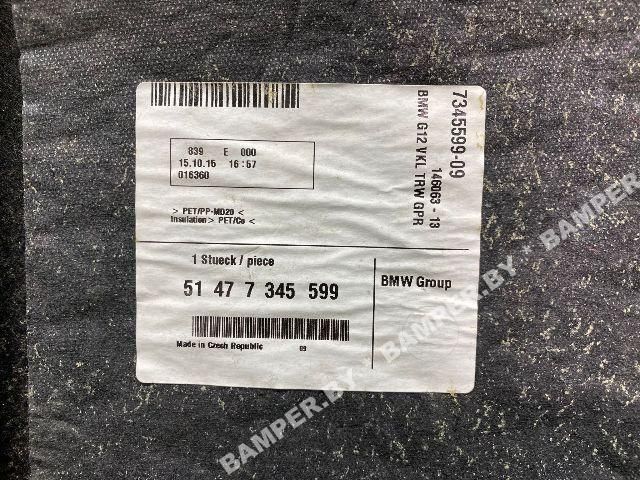 839 E 000
15.10.16 16:57
016360
> PET/PP-MD20 <
Insulation > PET/Co <
7345599-09
146063 - 13
BMW G12 VKL TRW GPR
1 Stueck / piece
51 47 7 345 599
Made in Czech Republic 09
BMW Group
BAMPER.BY * BAMPER.BY * BAMPER.BY